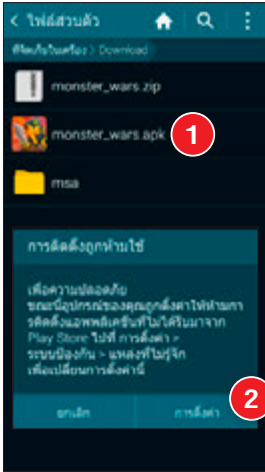 ไฟล์ส่วนตัว
ที่จัดเก็บในเครื่อง > Download
monster_wars.zip
monster_wars.apk
1
msa
การติดตั้งถูกห้ามใช้
เพื่อความปลอดภัย
ขณะนี้อุปกรณ์ของคุณถูกตั้งค่าให้ห้ามกา
รติดตั้งแอพพลิเคชั่นที่ไม่ได้รับมาจาก
Play Store ไปที่ การตั้งค่า >
ระบบป้องกัน > แหล่งที่ไม่รู้จัก
เพื่อเปลี่ยนการตั้งค่านี้
ยกเลิก
การตั้งค่า
2